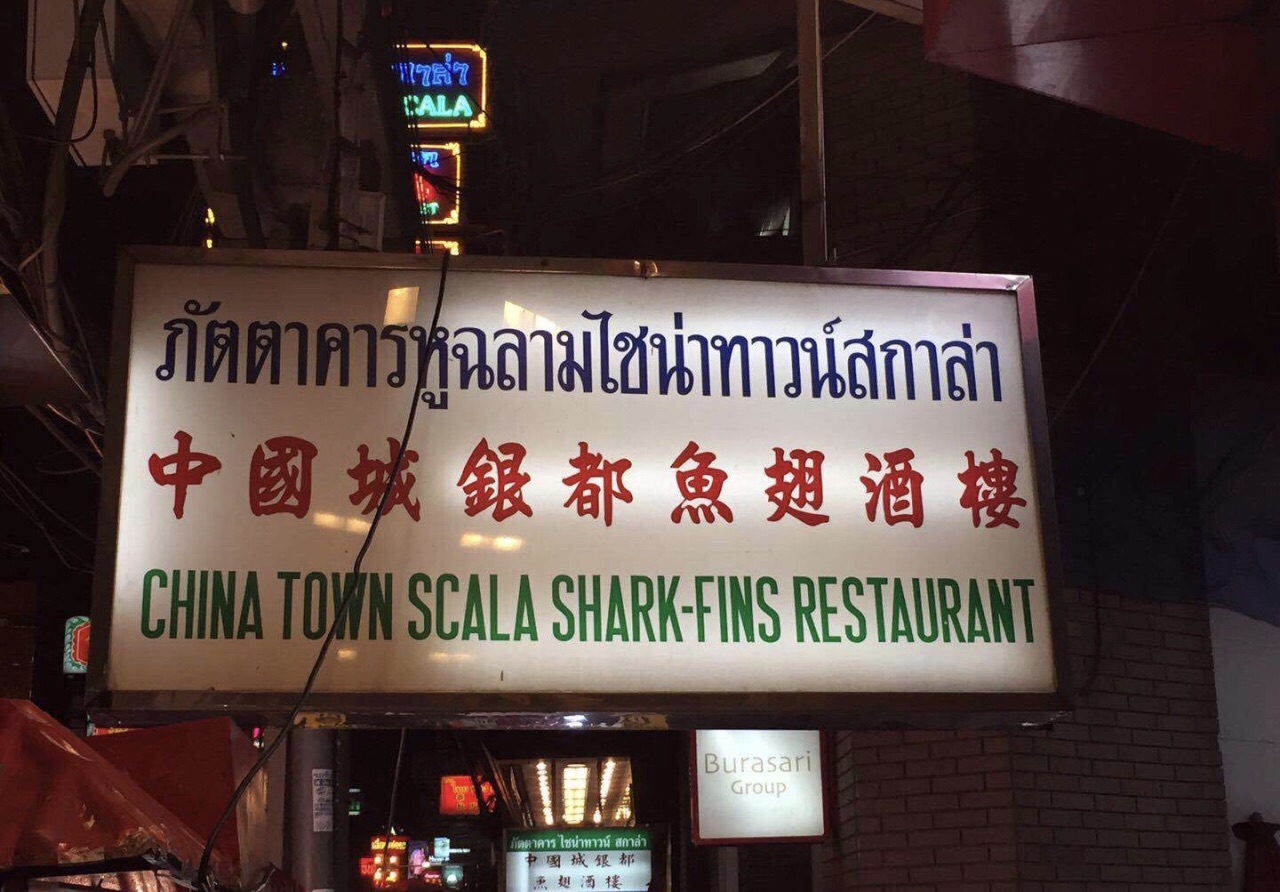 SCALA
ภัตตาคารหูฉลามไชน่าทาวน์สกาล่า
中國城銀都魚翅酒樓
CHINA TOWN SCALA SHARK-FINS RESTAURANT
Burasari
Group
ภัตตาคาร ไชน่าทาวน์ สกาล่า
中國城銀都
魚翅酒樓